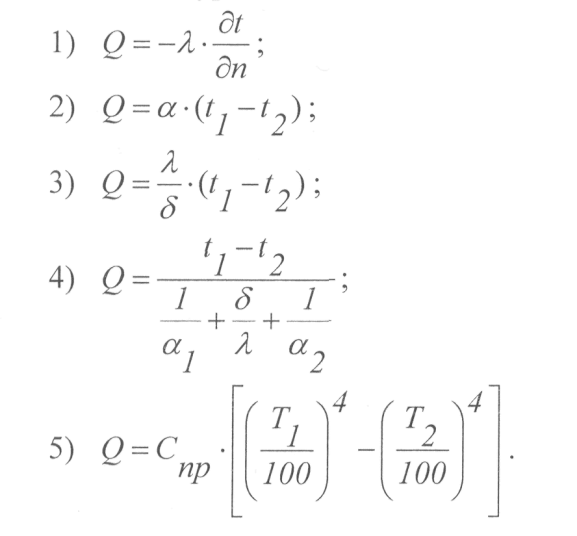 1) Q = −λ · ∂t/∂n ;
2) Q = α · (t₁ − t₂) ;
3) Q = λ/δ · (t₁ − t₂) ;
4) Q = (t₁ − t₂)/(1/α₁ + δ/λ + 1/α₂) ;
5) Q = C_пр · [(T₁/100)⁴ − (T₂/100)⁴] .